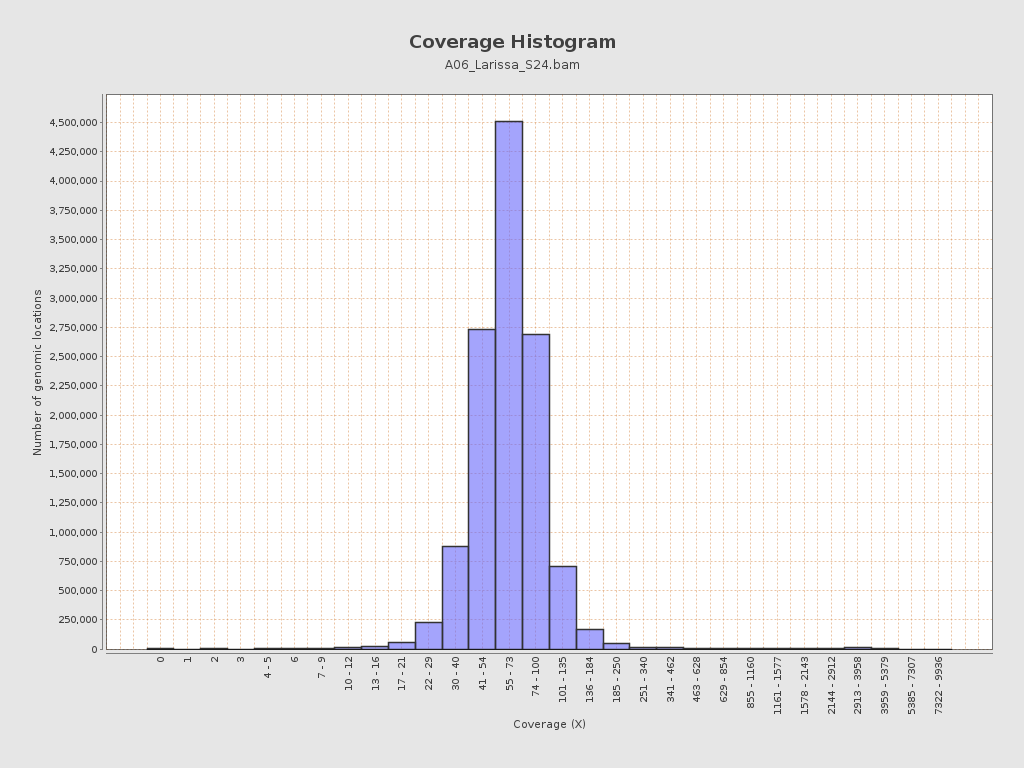 Coverage Histogram
A06_Larissa_S24.bam
Number of genomic locations
4,500,000
4,250,000
4,000,000
3,750,000
3,500,000
3,250,000
3,000,000
2,750,000
2,500,000
2,250,000
2,000,000
1,750,000
1,500,000
1,250,000
1,000,000
750,000
500,000
250,000
0
0
1
2
3
4 - 5
6
7 - 9
10 - 12
13 - 16
17 - 21
22 - 29
30 - 40
41 - 54
55 - 73
74 - 100
101 - 135
136 - 184
185 - 250
251 - 340
341 - 462
463 - 628
629 - 854
855 - 1160
1161 - 1577
1578 - 2143
2144 - 2912
2913 - 3958
3959 - 5379
5385 - 7307
7322 - 9936
Coverage (X)